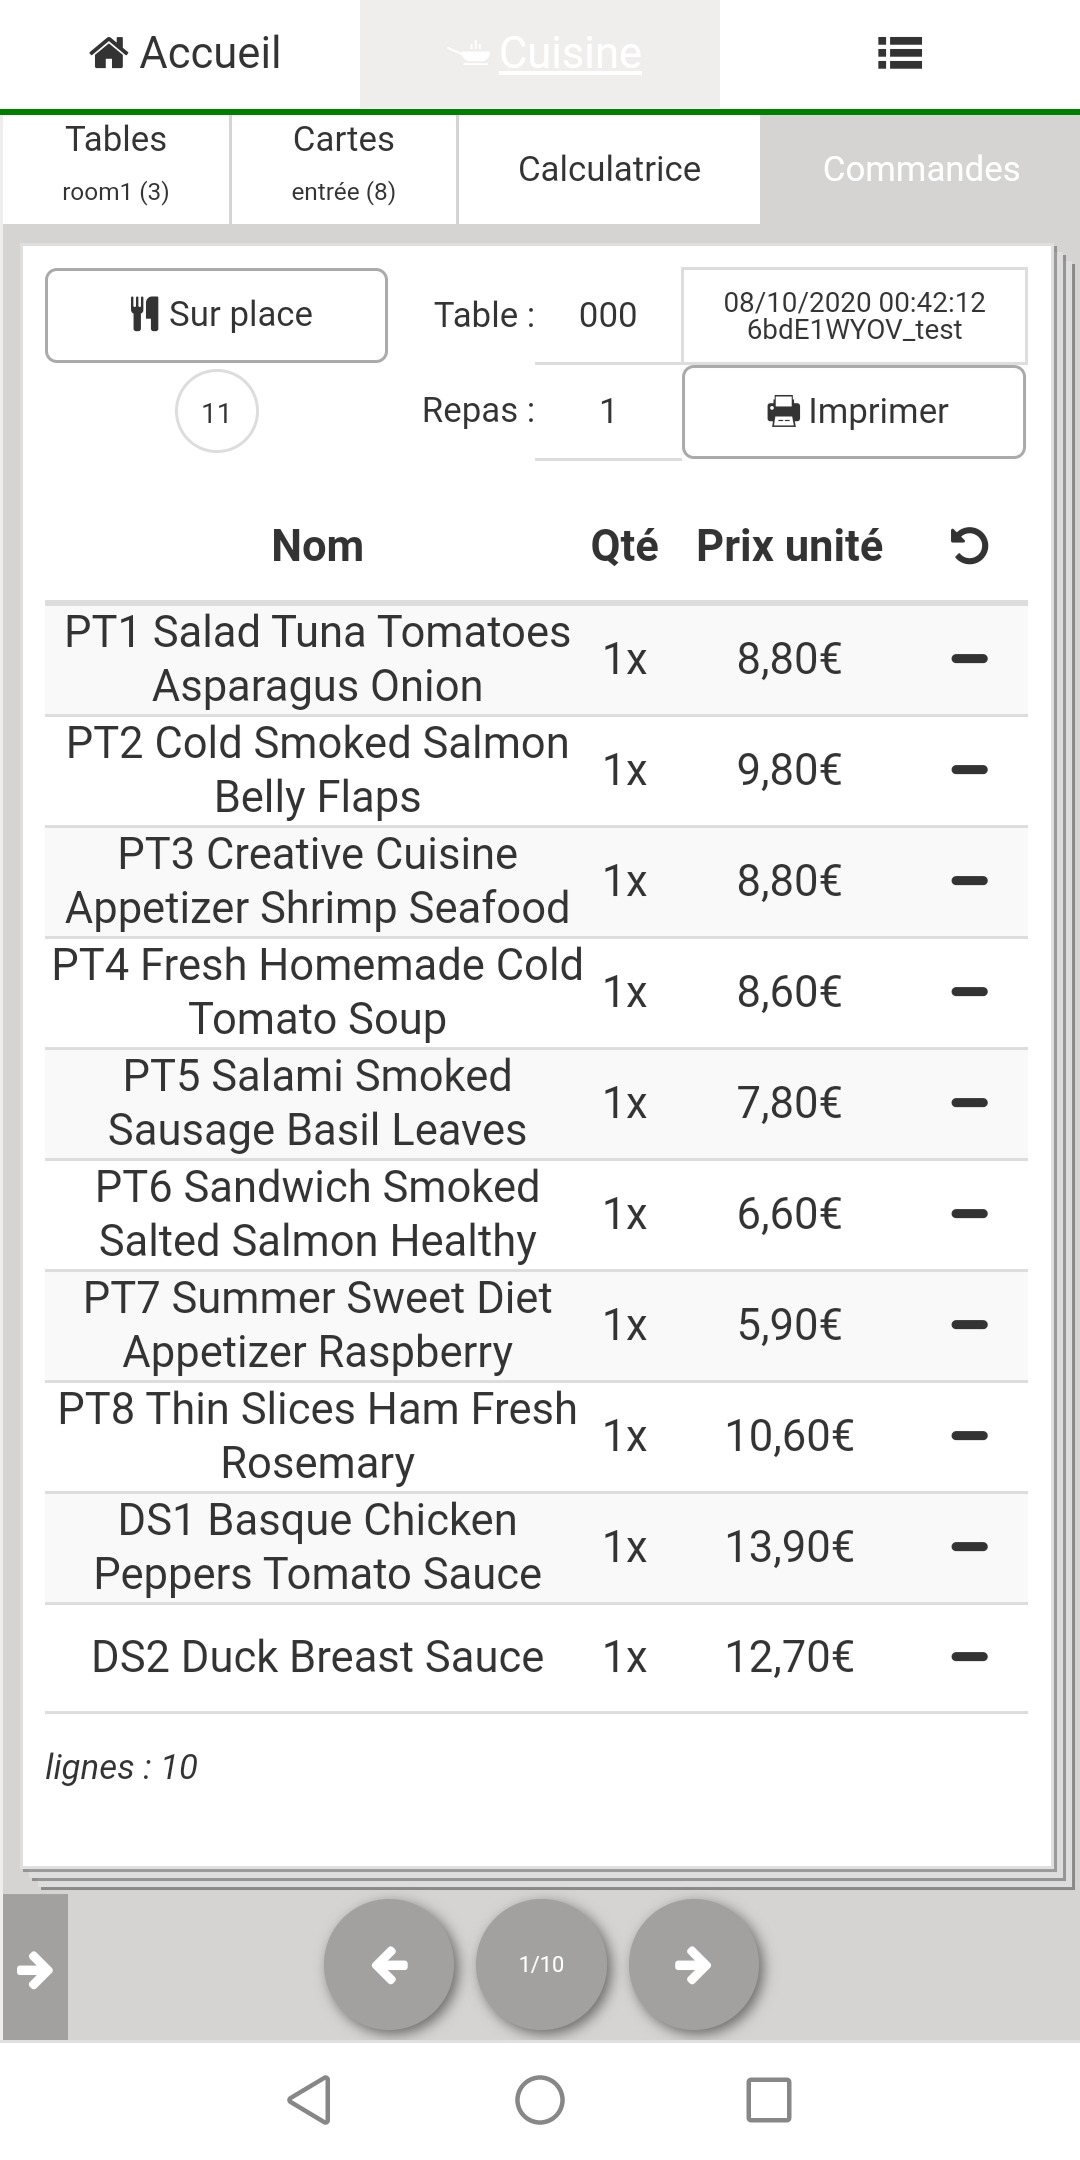 Accueil
Cuisine
Tables
room1 (3)
Cartes
entrée (8)
Calculatrice
Commandes
Sur place
Table :
000
08/10/2020 00:42:12
6bdE1WYOV_test
11
Repas :
1
Imprimer
Nom Qté Prix unité
PT1 Salad Tuna Tomatoes
Asparagus Onion
1x 8,80€
PT2 Cold Smoked Salmon
Belly Flaps
1x 9,80€
PT3 Creative Cuisine
Appetizer Shrimp Seafood
1x 8,80€
PT4 Fresh Homemade Cold
Tomato Soup
1x 8,60€
PT5 Salami Smoked
Sausage Basil Leaves
1x 7,80€
PT6 Sandwich Smoked
Salted Salmon Healthy
1x 6,60€
PT7 Summer Sweet Diet
Appetizer Raspberry
1x 5,90€
PT8 Thin Slices Ham Fresh
Rosemary
1x 10,60€
DS1 Basque Chicken
Peppers Tomato Sauce
1x 13,90€
DS2 Duck Breast Sauce 1x 12,70€
lignes : 10
1/10